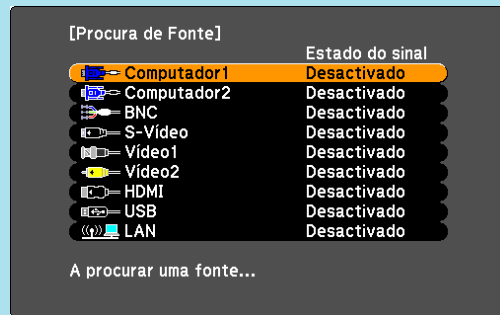 [Procura de Fonte]
Estado do sinal
Computador1 Desactivado
Computador2 Desactivado
BNC Desactivado
S-Vídeo Desactivado
Vídeo1 Desactivado
Vídeo2 Desactivado
HDMI Desactivado
USB Desactivado
LAN Desactivado
A procurar uma fonte...